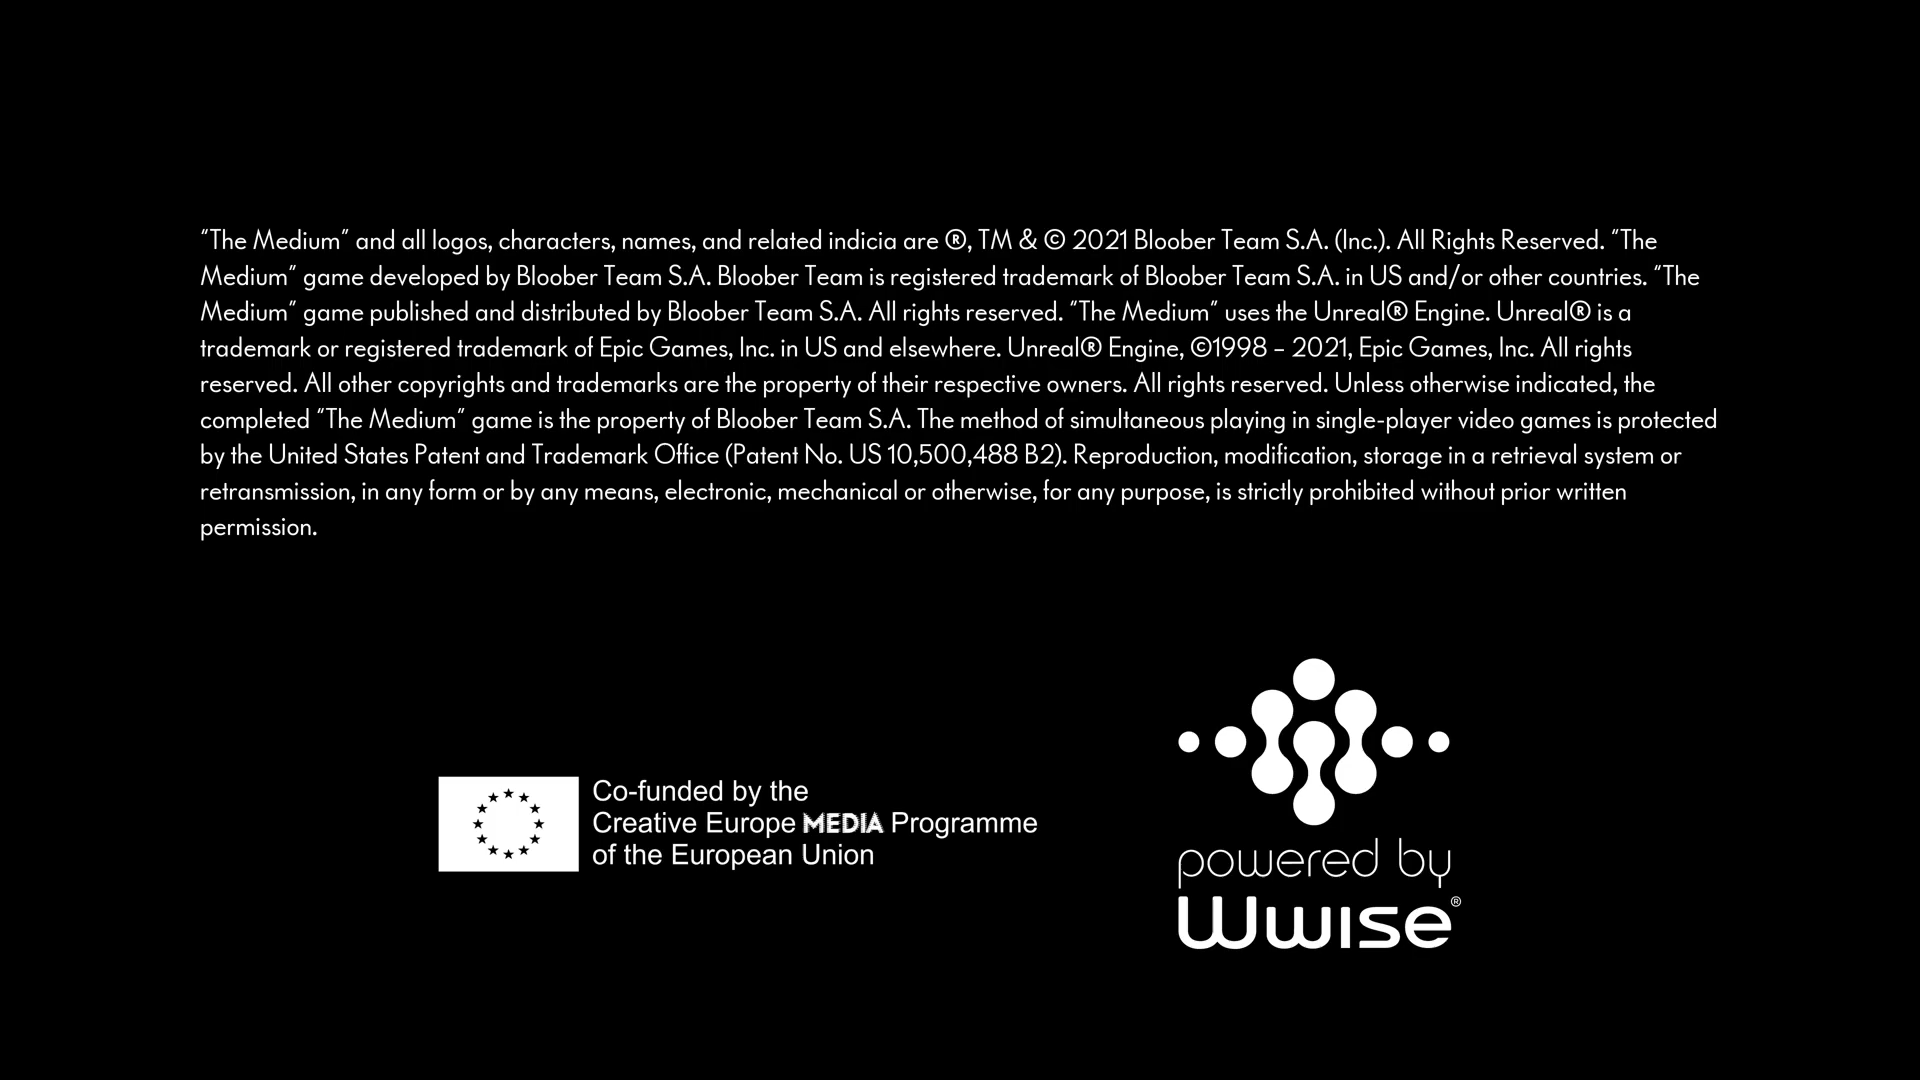 “The Medium” and all logos, characters, names, and related indicia are ®, TM & © 2021 Bloober Team S.A. (Inc.). All Rights Reserved. “The
Medium” game developed by Bloober Team S.A. Bloober Team is registered trademark of Bloober Team S.A. in US and/or other countries. “The
Medium” game published and distributed by Bloober Team S.A. All rights reserved. “The Medium” uses the Unreal® Engine. Unreal® is a
trademark or registered trademark of Epic Games, Inc. in US and elsewhere. Unreal® Engine, ©1998 – 2021, Epic Games, Inc. All rights
reserved. All other copyrights and trademarks are the property of their respective owners. All rights reserved. Unless otherwise indicated, the
completed “The Medium” game is the property of Bloober Team S.A. The method of simultaneous playing in single-player video games is protected
by the United States Patent and Trademark Office (Patent No. US 10,500,488 B2). Reproduction, modification, storage in a retrieval system or
retransmission, in any form or by any means, electronic, mechanical or otherwise, for any purpose, is strictly prohibited without prior written
permission.
Co-funded by the
Creative Europe MEDIA Programme
of the European Union
powered by
Wwise®